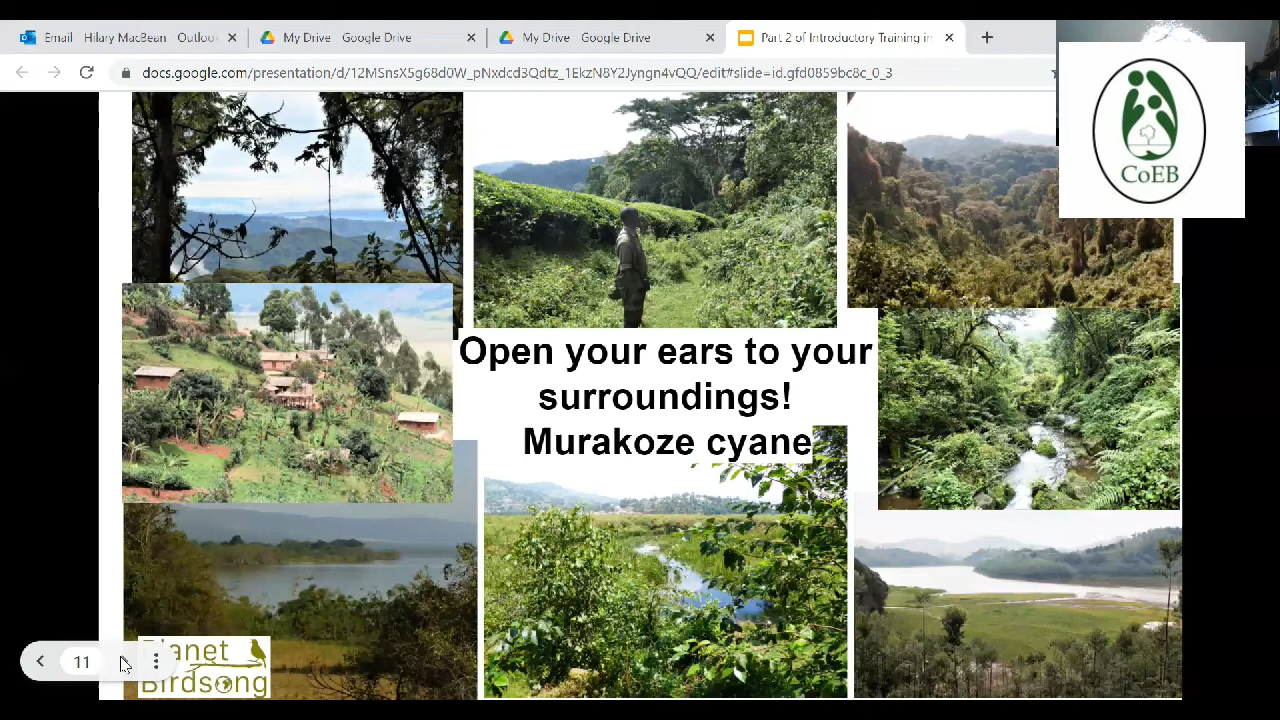 Email - Hilary MacBean - Outlook
My Drive - Google Drive
My Drive - Google Drive
Part 2 of Introductory Training in
docs.google.com/presentation/d/12MSnsX5g68d0W_pNxdcd3Qdtz_1EkzN8Y2Jyngn4vQQ/edit#slide=id.gfd0859bc8c_0_3
CoEB
Open your ears to your
surroundings!
Murakoze cyane
11
Planet
Birdsong